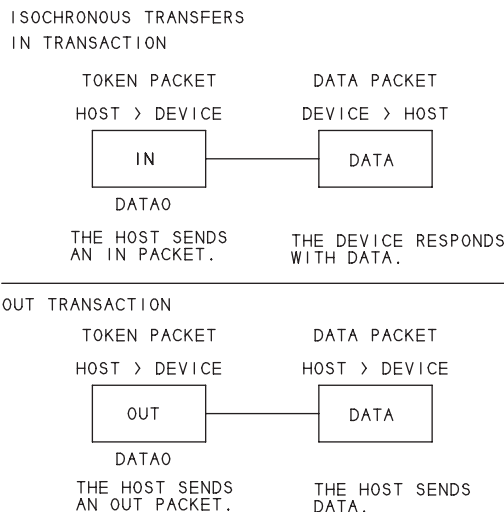 ISOCHRONOUS TRANSFERS
IN TRANSACTION
TOKEN PACKET DATA PACKET
HOST > DEVICE DEVICE > HOST
IN DATA
DATA0
THE HOST SENDS THE DEVICE RESPONDS
AN IN PACKET. WITH DATA.
OUT TRANSACTION
TOKEN PACKET DATA PACKET
HOST > DEVICE HOST > DEVICE
OUT DATA
DATA0
THE HOST SENDS THE HOST SENDS
AN OUT PACKET. DATA.